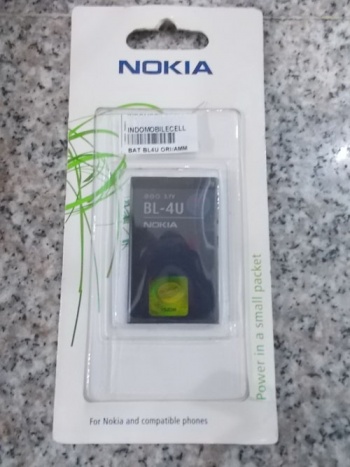 NOKIA
INDOMOBILECELL
BAT BL4U ORI/AMM
BL-4U
NOKIA
Power in a small packet
For Nokia and compatible phones